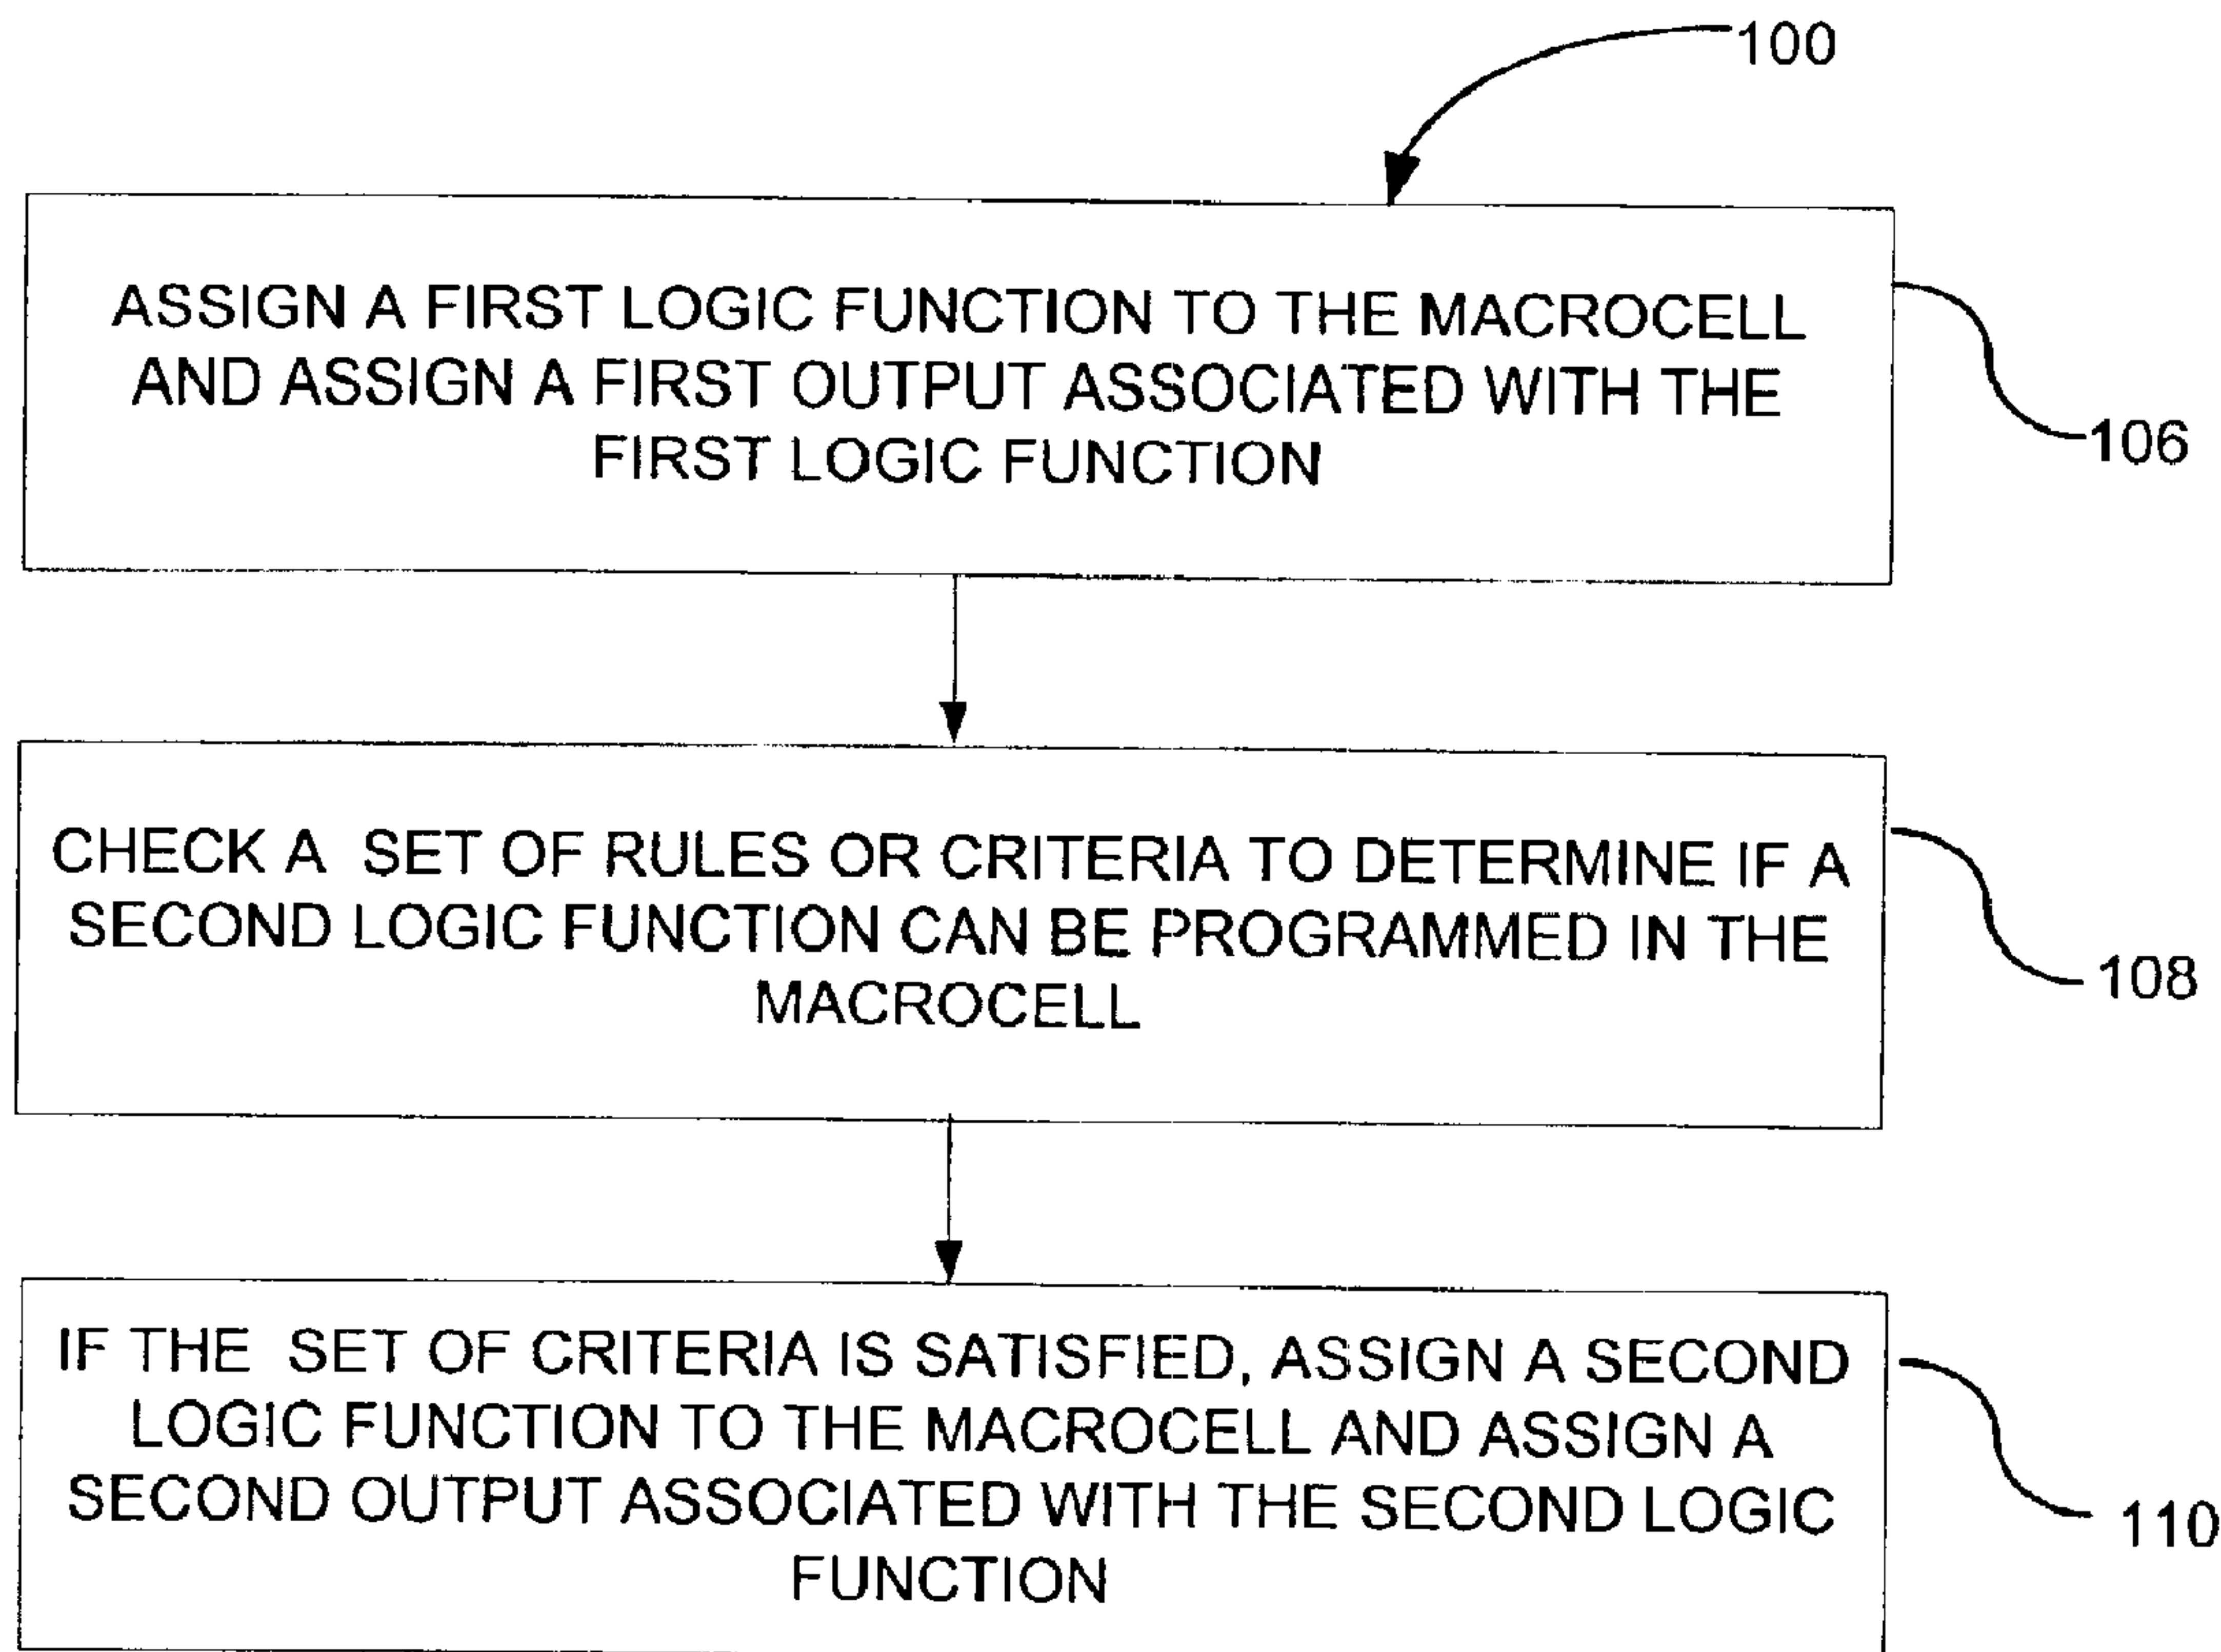 100
ASSIGN A FIRST LOGIC FUNCTION TO THE MACROCELL
AND ASSIGN A FIRST OUTPUT ASSOCIATED WITH THE
FIRST LOGIC FUNCTION
106
CHECK A SET OF RULES OR CRITERIA TO DETERMINE IF A
SECOND LOGIC FUNCTION CAN BE PROGRAMMED IN THE
MACROCELL
108
IF THE SET OF CRITERIA IS SATISFIED, ASSIGN A SECOND
LOGIC FUNCTION TO THE MACROCELL AND ASSIGN A
SECOND OUTPUT ASSOCIATED WITH THE SECOND LOGIC
FUNCTION
110